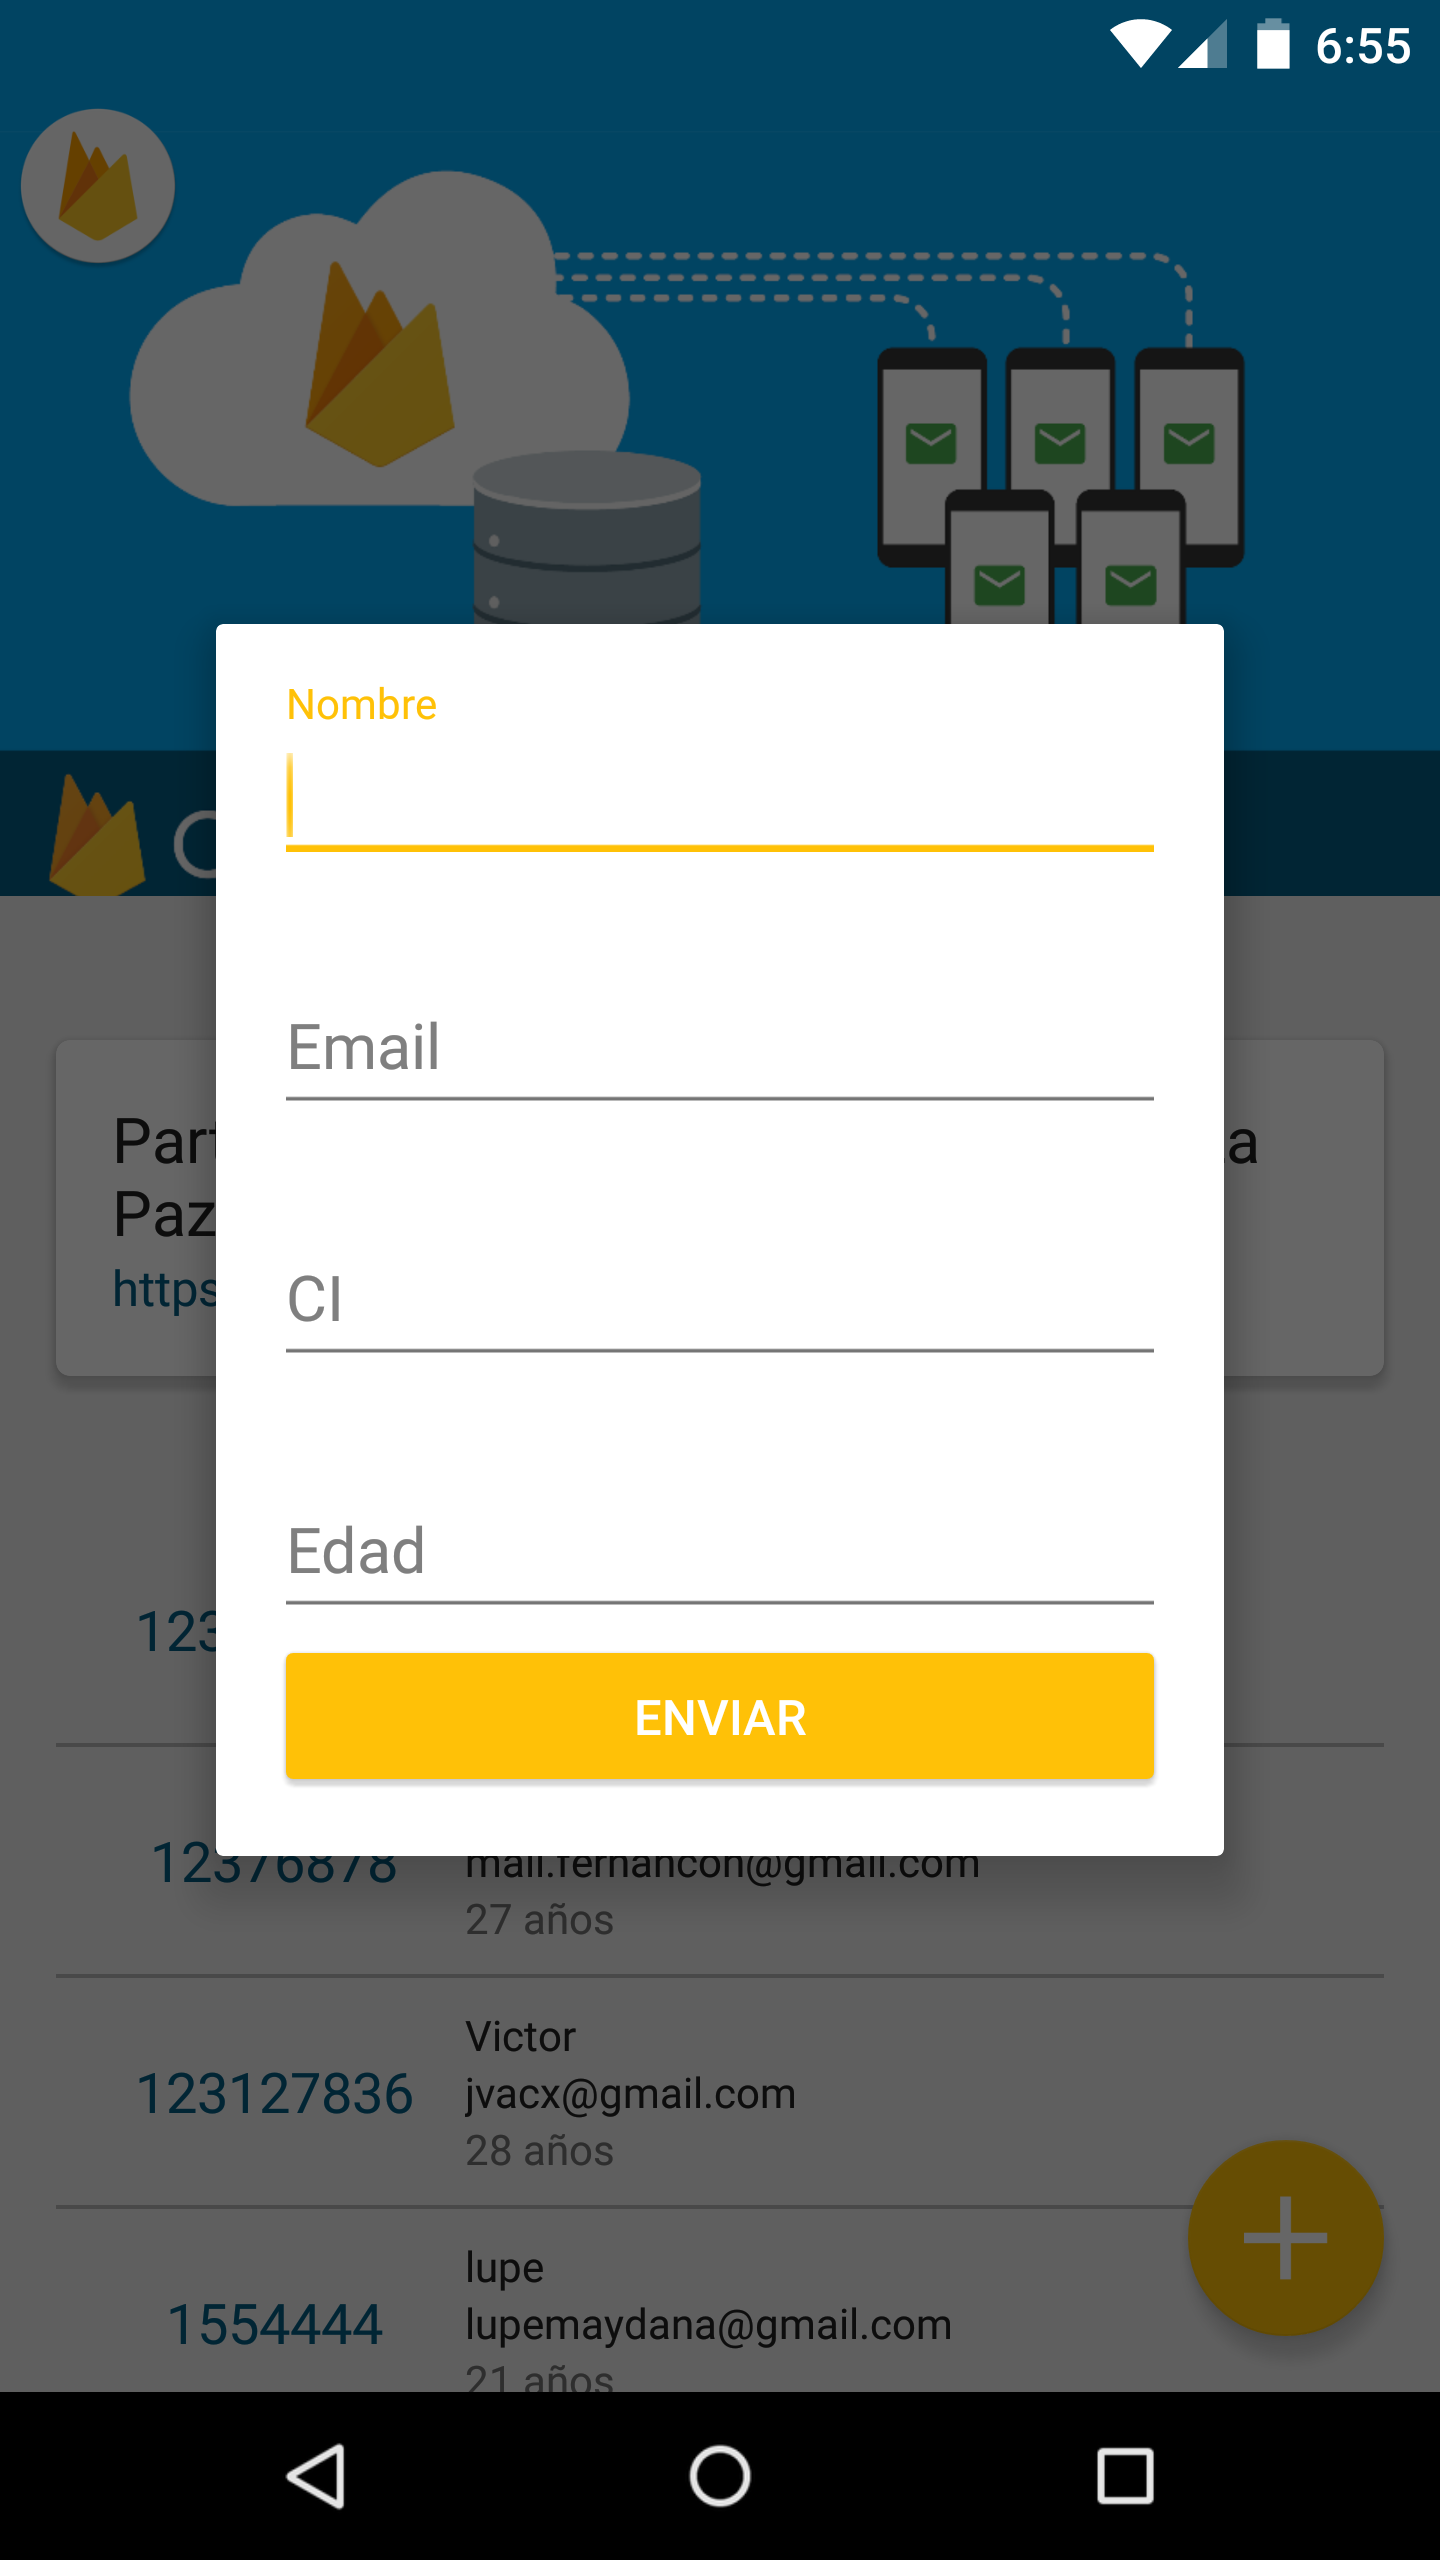 6:55
Nombre
Email
CI
Edad
ENVIAR
Paz
https
123
12376878
mail.fernancon@gmail.com
27 años
123127836
Victor
jvacx@gmail.com
28 años
1554444
lupe
lupemaydana@gmail.com
21 años